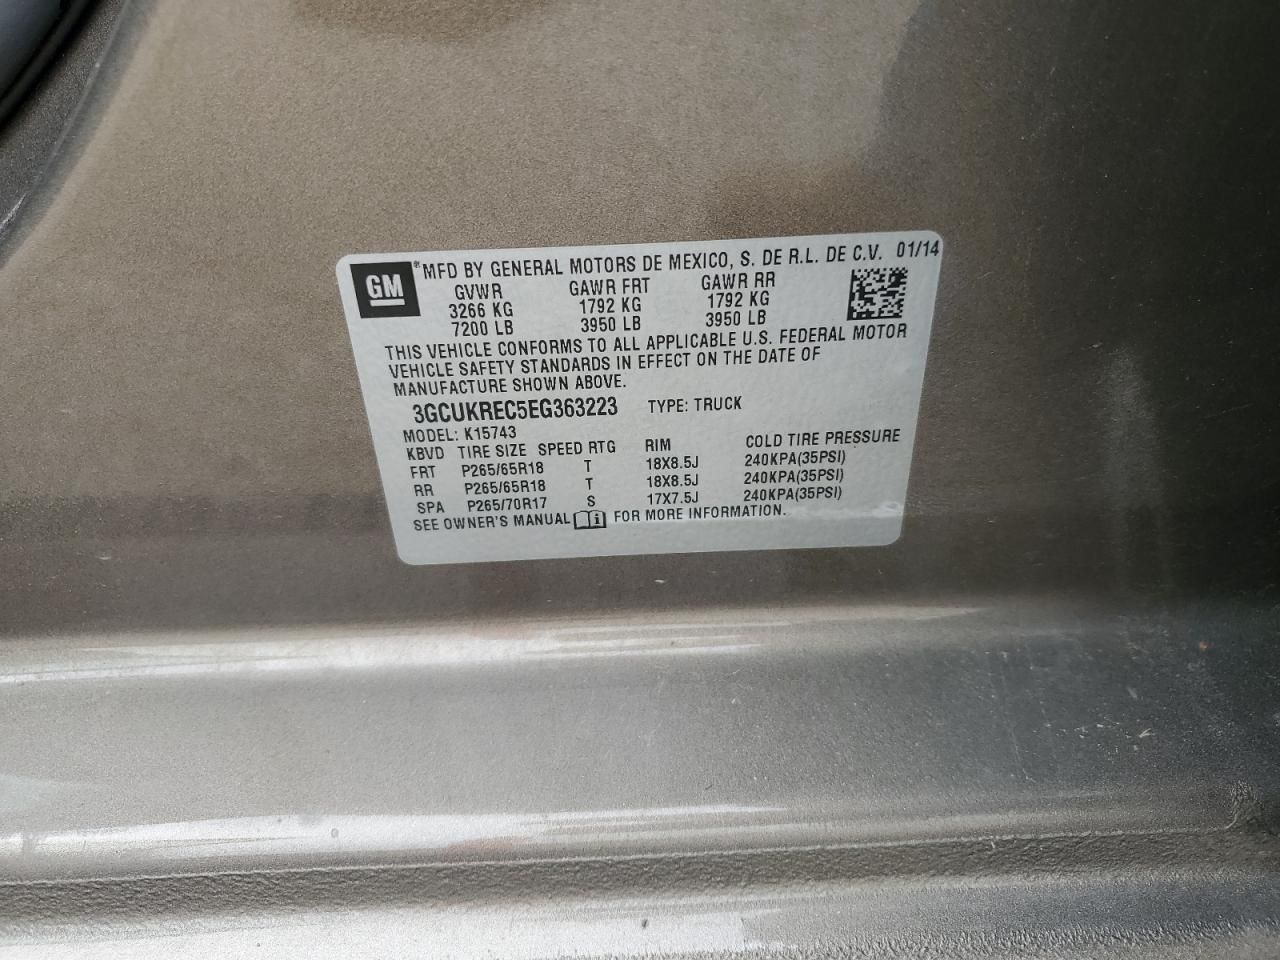 GM ® MFD BY GENERAL MOTORS DE MEXICO, S. DE R.L. DE C.V. 01/14
GVWR GAWR FRT GAWR RR
3266 KG 1792 KG 1792 KG
7200 LB 3950 LB 3950 LB
THIS VEHICLE CONFORMS TO ALL APPLICABLE U.S. FEDERAL MOTOR
VEHICLE SAFETY STANDARDS IN EFFECT ON THE DATE OF
MANUFACTURE SHOWN ABOVE.
3GCUKREC5EG363223 TYPE: TRUCK
MODEL: K15743
KBVD TIRE SIZE SPEED RTG RIM COLD TIRE PRESSURE
FRT P265/65R18 T 18X8.5J 240KPA(35PSI)
RR P265/65R18 T 18X8.5J 240KPA(35PSI)
SPA P265/70R17 S 17X7.5J 240KPA(35PSI)
SEE OWNER'S MANUAL i FOR MORE INFORMATION.